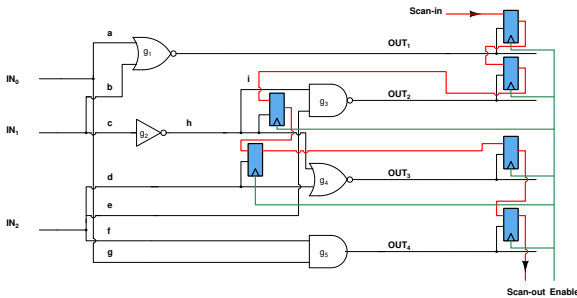 Scan-in
a
g1
OUT1
IN0
b
i
g3
OUT2
IN1
c
g2
h
d
g4
OUT3
e
IN2
f
g5
OUT4
g
Scan-out Enable